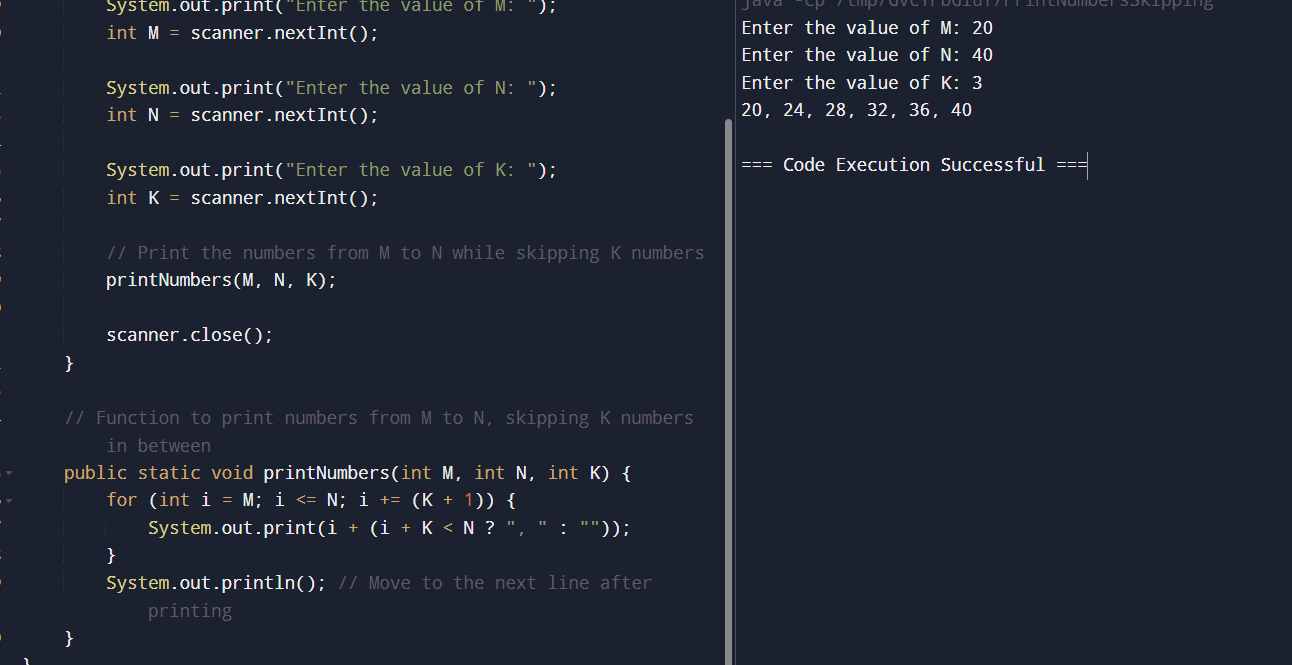 System.out.print("Enter the value of M: ");
int M = scanner.nextInt();
System.out.print("Enter the value of N: ");
int N = scanner.nextInt();
System.out.print("Enter the value of K: ");
int K = scanner.nextInt();
// Print the numbers from M to N while skipping K numbers
printNumbers(M, N, K);
scanner.close();
}
// Function to print numbers from M to N, skipping K numbers
in between
public static void printNumbers(int M, int N, int K) {
for (int i = M; i <= N; i += (K + 1)) {
System.out.print(i + (i + K < N ? ", " : ""));
}
System.out.println(); // Move to the next line after
printing
}
}
java -cp
Enter the value of M: 20
Enter the value of N: 40
Enter the value of K: 3
20, 24, 28, 32, 36, 40
=== Code Execution Successful ===